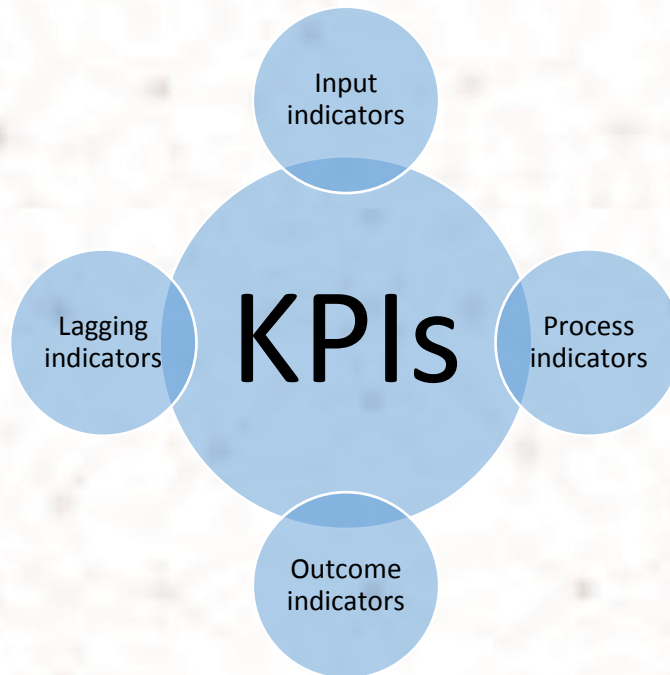 Input
indicators
Lagging
indicators
KPIs
Process
indicators
Outcome
indicators